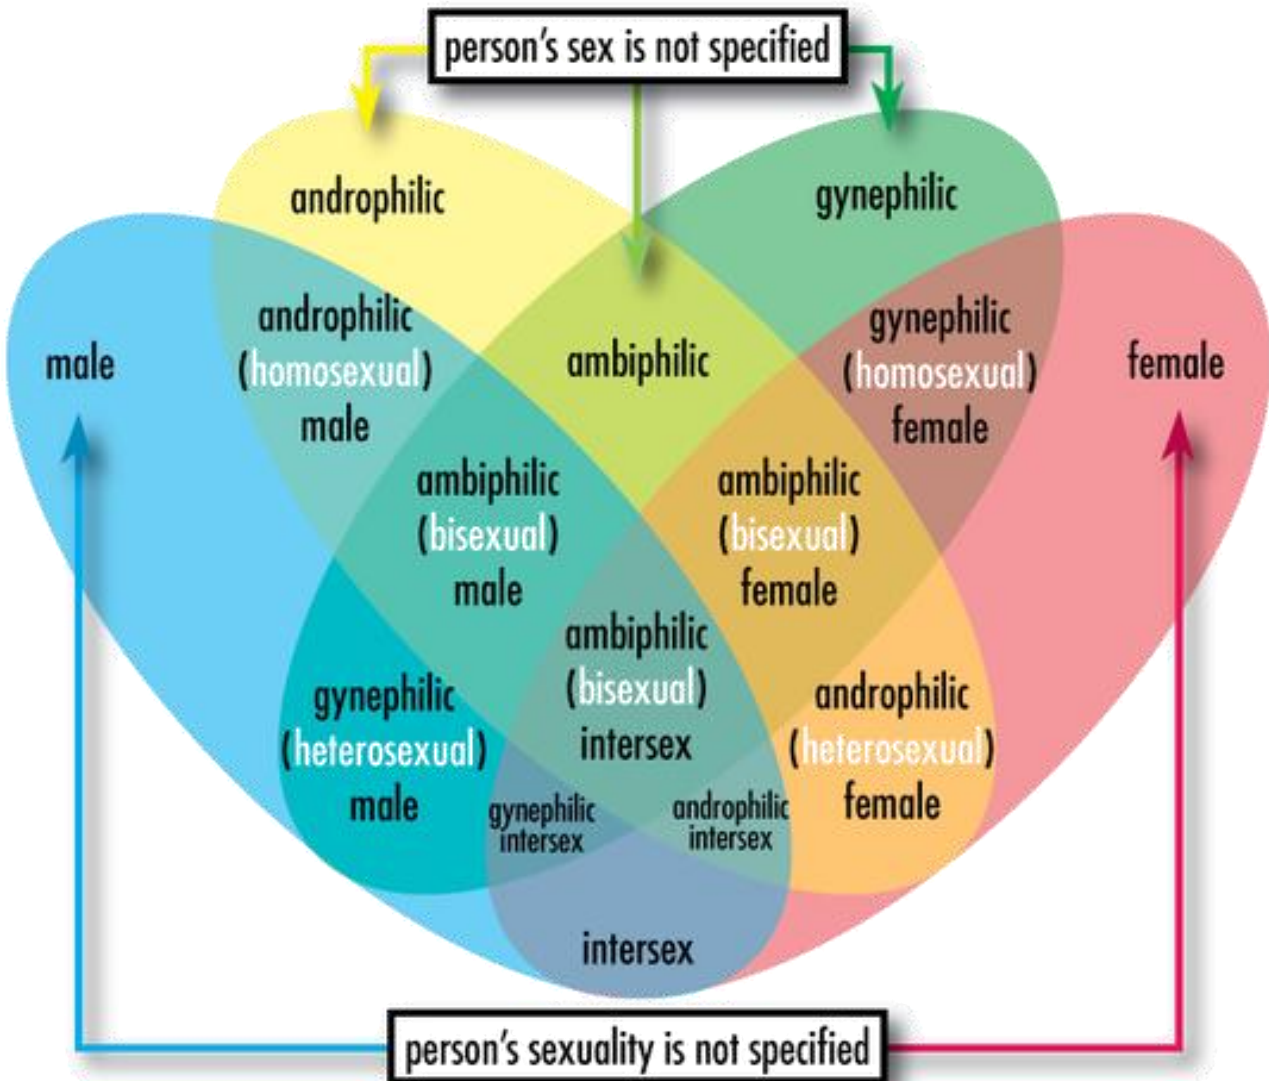 person's sex is not specified
androphilic
gynephilic
male
androphilic
(homosexual)
male
ambiphilic
gynephilic
(homosexual)
female
female
ambiphilic
(bisexual)
male
ambiphilic
(bisexual)
female
ambiphilic
(bisexual)
intersex
gynephilic
(heterosexual)
male
androphilic
(heterosexual)
female
gynephilic
intersex
androphilic
intersex
intersex
person's sexuality is not specified